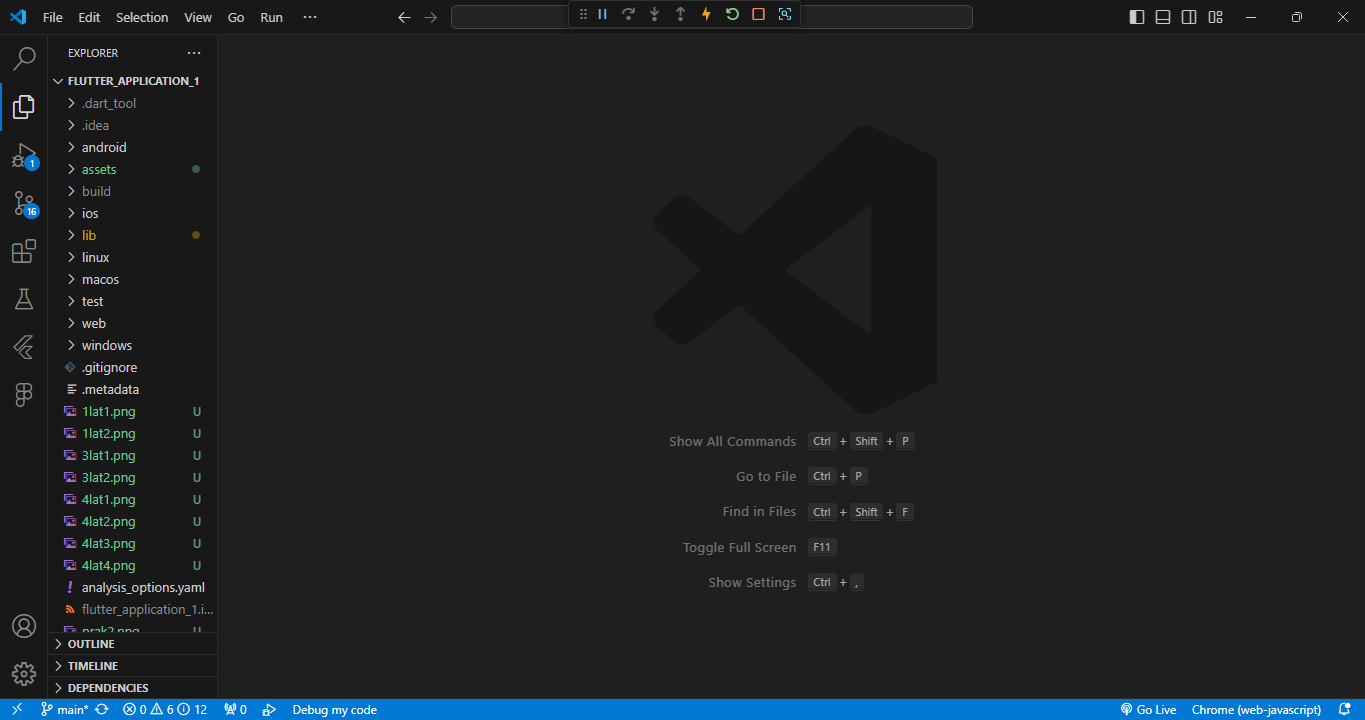 File Edit Selection View Go Run ···
EXPLORER ···
FLUTTER_APPLICATION_1
.dart_tool
.idea
android
assets
build
ios
lib
linux
macos
test
web
windows
.gitignore
.metadata
1lat1.png U
1lat2.png U
3lat1.png U
3lat2.png U
4lat1.png U
4lat2.png U
4lat3.png U
4lat4.png U
! analysis_options.yaml
flutter_application_1.i...
prak2.png U
OUTLINE
TIMELINE
DEPENDENCIES
1
16
Show All Commands Ctrl + Shift + P
Go to File Ctrl + P
Find in Files Ctrl + Shift + F
Toggle Full Screen F11
Show Settings Ctrl + ,
main* 0 6 12 0 Debug my code Go Live Chrome (web-javascript)